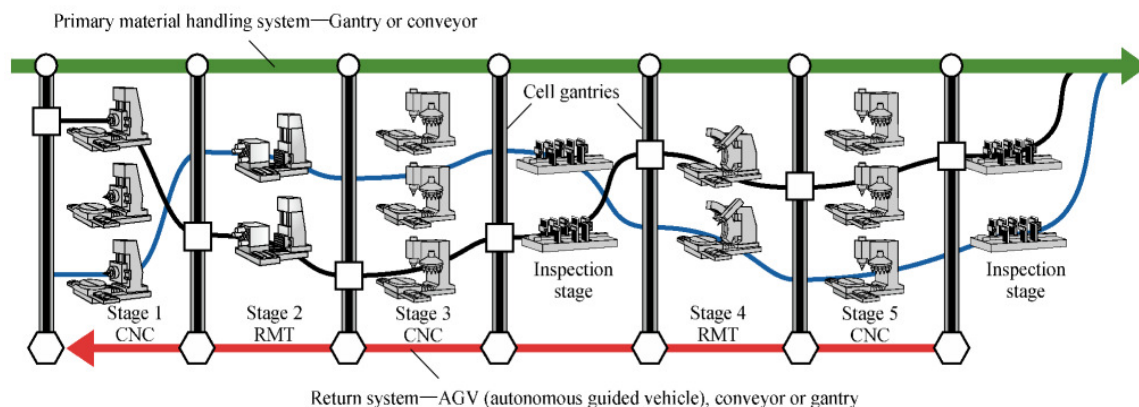 Primary material handling system—Gantry or conveyor
Cell gantries
Inspection
stage
Inspection
stage
Stage 1
CNC
Stage 2
RMT
Stage 3
CNC
Stage 4
RMT
Stage 5
CNC
Return system—AGV (autonomous guided vehicle), conveyor or gantry